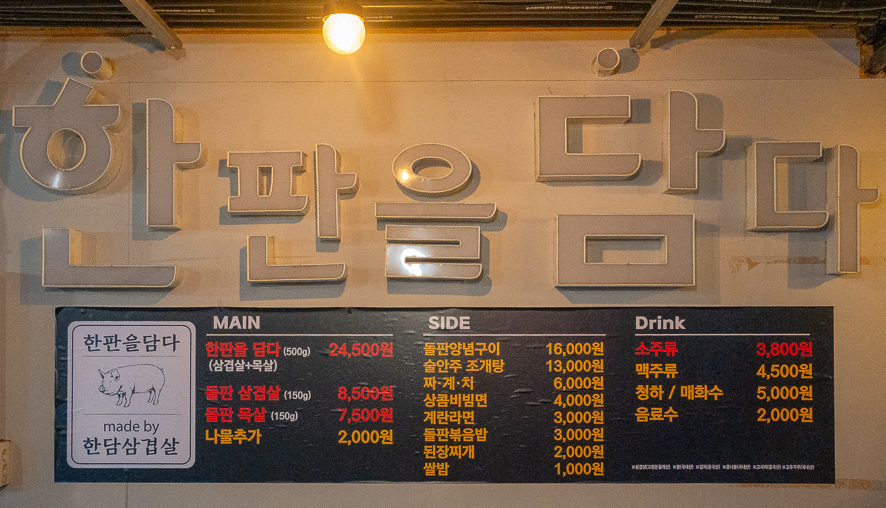 한판을 담다
한판을담다
made by
한담삼겹살
MAIN
한판을 담다 (500g) 24,500원
(삼겹살+목살)
돌판 삼겹살 (150g) 8,500원
돌판 목살 (150g) 7,500원
나물추가 2,000원
SIDE
돌판양념구이 16,000원
술안주 조개탕 13,000원
짜·계·치 6,000원
상콤비빔면 4,000원
계란라면 3,000원
돌판볶음밥 3,000원
된장찌개 2,000원
쌀밥 1,000원
Drink
소주류 3,800원
맥주류 4,500원
청하 / 매화수 5,000원
음료수 2,000원